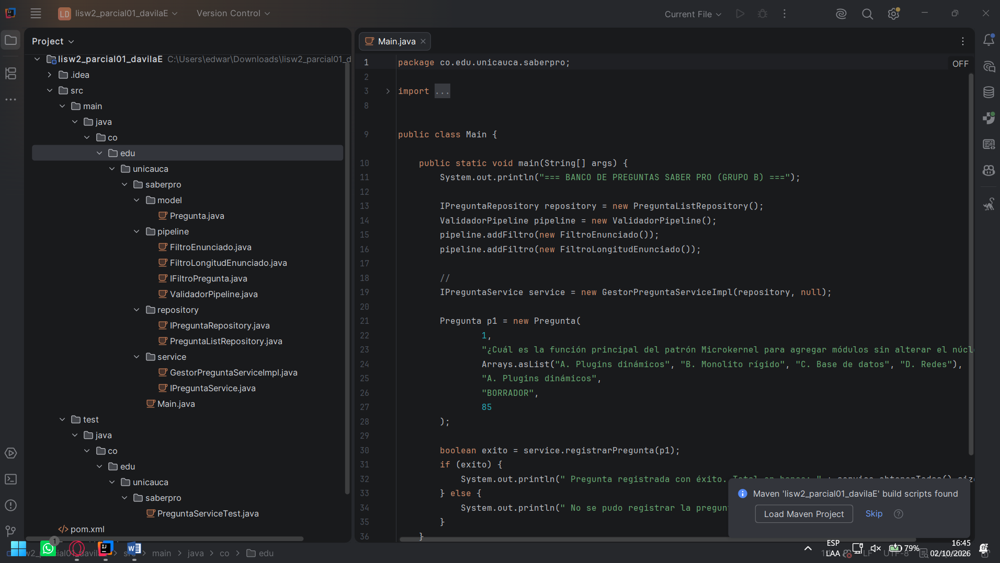 LD lisw2_parcial01_davilaE Version Control Current File
Project
lisw2_parcial01_davilaE C:\Users\edwar\Downloads\lisw2_parcial01_d
.idea
src
main
java
co
edu
unicauca
saberpro
model
Pregunta.java
pipeline
FiltroEnunciado.java
FiltroLongitudEnunciado.java
IFiltroPregunta.java
ValidadorPipeline.java
repository
IPreguntaRepository.java
PreguntaListRepository.java
service
GestorPreguntaServiceImpl.java
IPreguntaService.java
Main.java
test
java
co
edu
unicauca
saberpro
PreguntaServiceTest.java
</> pom.xml
Main.java
OFF
1 package co.edu.unicauca.saberpro;
2
3 import ...
8
9 public class Main {
10 public static void main(String[] args) {
11 System.out.println("=== BANCO DE PREGUNTAS SABER PRO (GRUPO B) ===");
12
13 IPreguntaRepository repository = new PreguntaListRepository();
14 ValidadorPipeline pipeline = new ValidadorPipeline();
15 pipeline.addFiltro(new FiltroEnunciado());
16 pipeline.addFiltro(new FiltroLongitudEnunciado());
17
18 //
19 IPreguntaService service = new GestorPreguntaServiceImpl(repository, null);
20
21 Pregunta p1 = new Pregunta(
22 1,
23 "¿Cuál es la función principal del patrón Microkernel para agregar módulos sin alterar el núcl
24 Arrays.asList("A. Plugins dinámicos", "B. Monolito rígido", "C. Base de datos", "D. Redes"),
25 "A. Plugins dinámicos",
26 "BORRADOR",
27 85
28 );
29
30 boolean exito = service.registrarPregunta(p1);
31 if (exito) {
32 System.out.println(" Pregunta registrada con éxito.
33 } else {
34 System.out.println(" No se pudo registrar la pregun
35 }
36 }
Maven 'lisw2_parcial01_davilaE' build scripts found
Load Maven Project Skip
main > java > co > edu
1
ESP
LAA
79%
16:45
02/10/2026